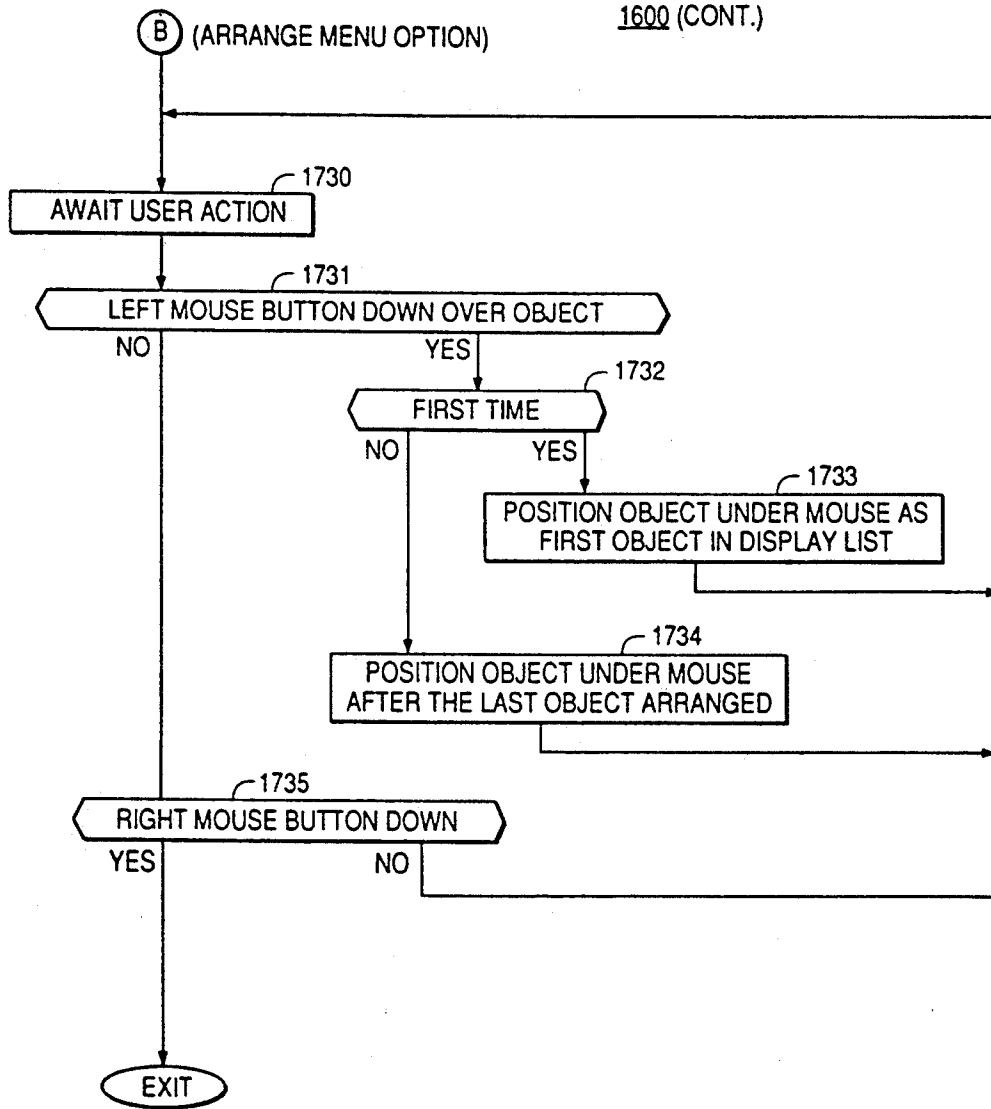 1600 (CONT.)
B (ARRANGE MENU OPTION)
1730
AWAIT USER ACTION
1731
LEFT MOUSE BUTTON DOWN OVER OBJECT
NO
YES
1732
FIRST TIME
NO
YES
1733
POSITION OBJECT UNDER MOUSE AS
FIRST OBJECT IN DISPLAY LIST
1734
POSITION OBJECT UNDER MOUSE
AFTER THE LAST OBJECT ARRANGED
1735
RIGHT MOUSE BUTTON DOWN
YES
NO
EXIT